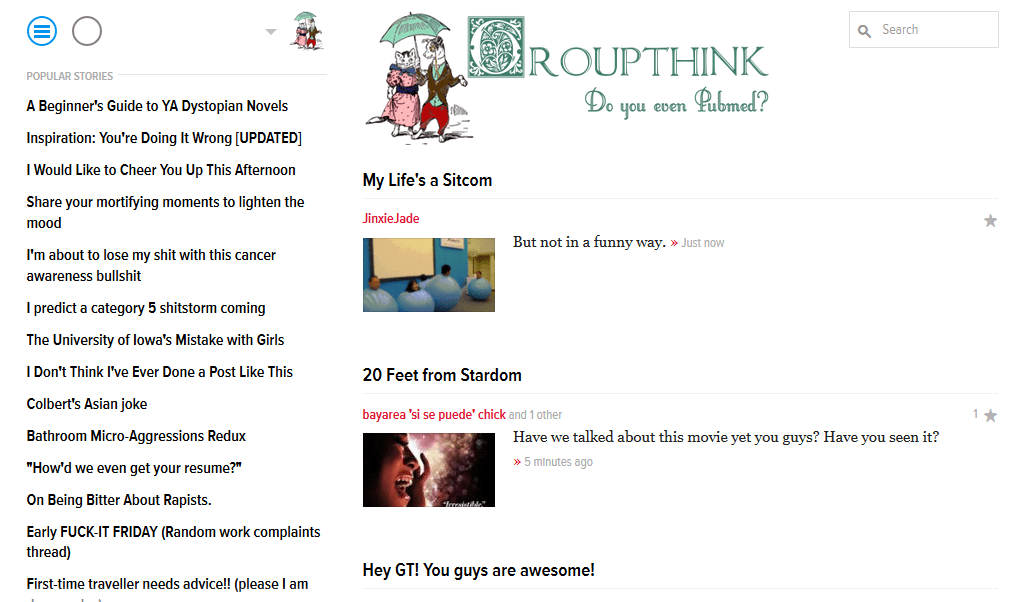 POPULAR STORIES
A Beginner's Guide to YA Dystopian Novels
Inspiration: You're Doing It Wrong [UPDATED]
I Would Like to Cheer You Up This Afternoon
Share your mortifying moments to lighten the
mood
I'm about to lose my shit with this cancer
awareness bullshit
I predict a category 5 shitstorm coming
The University of Iowa's Mistake with Girls
I Don't Think I've Ever Done a Post Like This
Colbert's Asian joke
Bathroom Micro-Aggressions Redux
"How'd we even get your resume?"
On Being Bitter About Rapists.
Early FUCK-IT FRIDAY (Random work complaints
thread)
First-time traveller needs advice!! (please I am
GROUPTHINK
Do you even Pubmed?
Search
My Life's a Sitcom
JinxieJade
But not in a funny way. » Just now
20 Feet from Stardom
bayarea 'si se puede' chick and 1 other
1
Have we talked about this movie yet you guys? Have you seen it?
» 5 minutes ago
"Irresistible"
Hey GT! You guys are awesome!